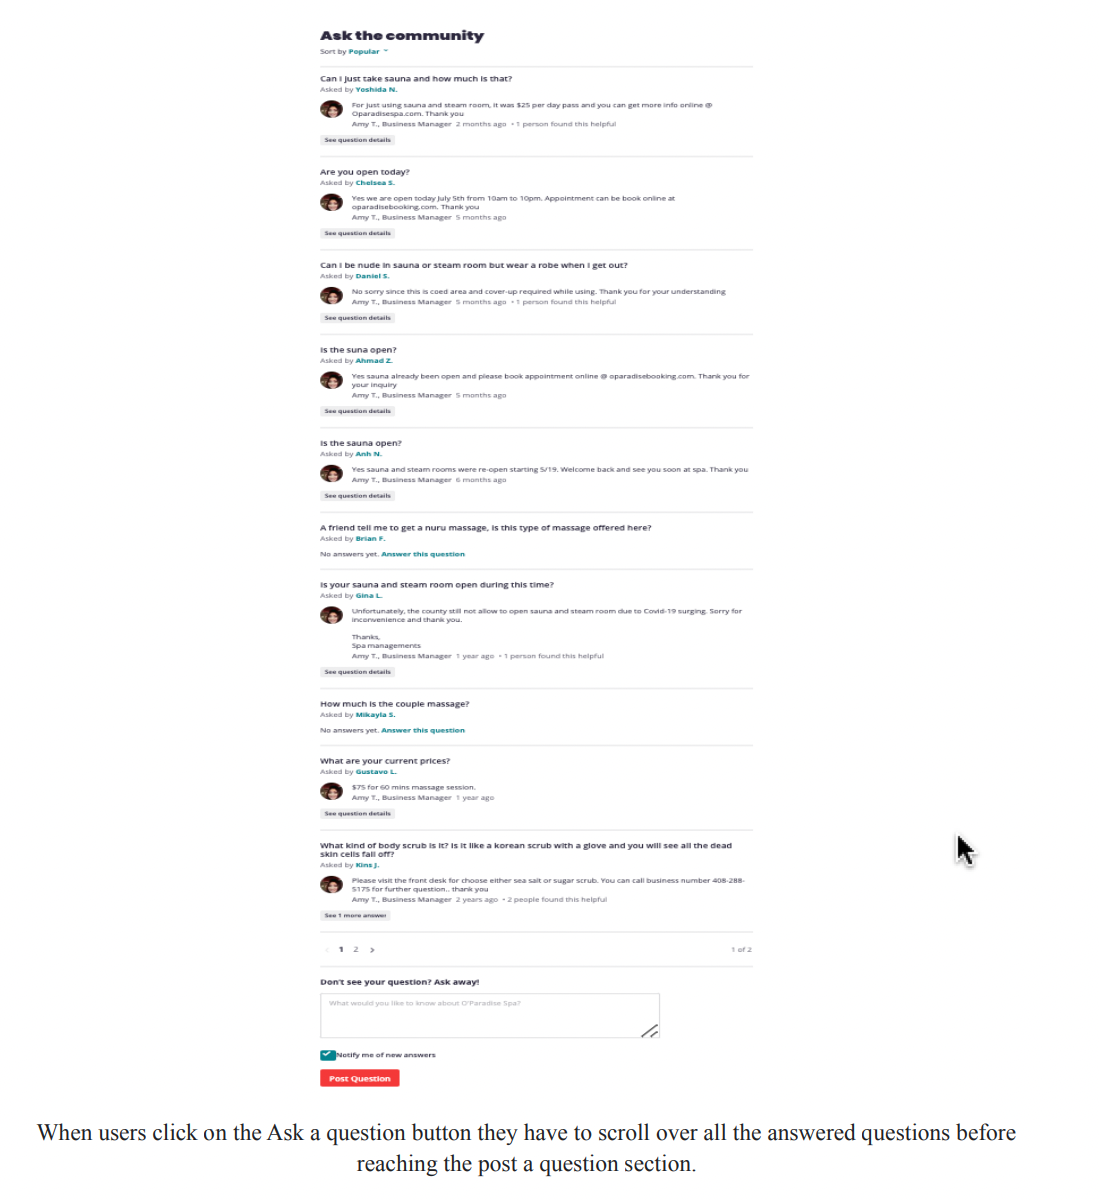 Ask the community
Sort by Popular
Can I just take sauna and how much is that?
Asked by Yoshida N.
For just using sauna and steam room, it was $25 per day pass and you can get more info online @
Oparadisespa.com. Thank you
Amy T., Business Manager 2 months ago • 1 person found this helpful
See question details
Are you open today?
Asked by Chelsea S.
Yes we are open today July 5th from 10am to 10pm. Appointment can be book online at
oparadisebooking.com. Thank you
Amy T., Business Manager 5 months ago
See question details
Can I be nude in sauna or steam room but wear a robe when I get out?
Asked by Daniel S.
No sorry since this is coed area and cover-up required while using. Thank you for your understanding
Amy T., Business Manager 5 months ago • 1 person found this helpful
See question details
Is the suna open?
Asked by Ahmad Z.
Yes sauna already been open and please book appointment online @ oparadisebooking.com. Thank you for
your inquiry
Amy T., Business Manager 5 months ago
See question details
Is the sauna open?
Asked by Anh N.
Yes sauna and steam rooms were re-open starting 5/19. Welcome back and see you soon at spa. Thank you
Amy T., Business Manager 6 months ago
See question details
A friend tell me to get a nuru massage, is this type of massage offered here?
Asked by Brian F.
No answers yet. Answer this question
Is your sauna and steam room open during this time?
Asked by Gina L.
Unfortunately, the county still not allow to open sauna and steam room due to Covid-19 surging. Sorry for
inconvenience and thank you.
Thanks,
Spa managements
Amy T., Business Manager 1 year ago • 1 person found this helpful
See question details
How much is the couple massage?
Asked by Mikayla S.
No answers yet. Answer this question
What are your current prices?
Asked by Gustavo L.
$75 for 60 mins massage session.
Amy T., Business Manager 1 year ago
See question details
What kind of body scrub is it? Is it like a korean scrub with a glove and you will see all the dead
skin cells fall off?
Asked by Kins J.
Please visit the front desk for choose either sea salt or sugar scrub. You can call business number 408-288-
5175 for further question.. thank you
Amy T., Business Manager 2 years ago • 2 people found this helpful
See 1 more answer
1 2 1 of 2
Don't see your question? Ask away!
What would you like to know about O'Paradise Spa?
Notify me of new answers
Post Question
When users click on the Ask a question button they have to scroll over all the answered questions before
reaching the post a question section.